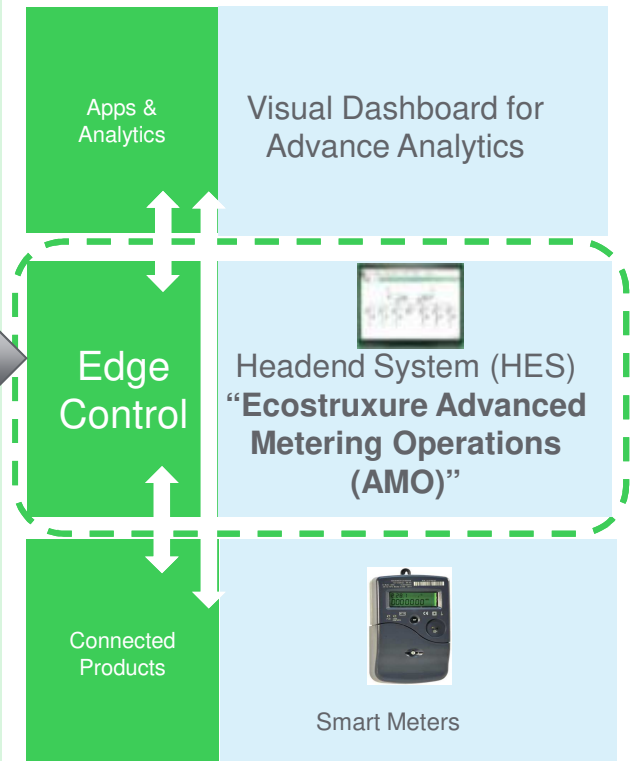 Apps &
Analytics
Visual Dashboard for
Advance Analytics
Edge
Control
Headend System (HES)
“Ecostruxure Advanced
Metering Operations
(AMO)”
Connected
Products
Smart Meters